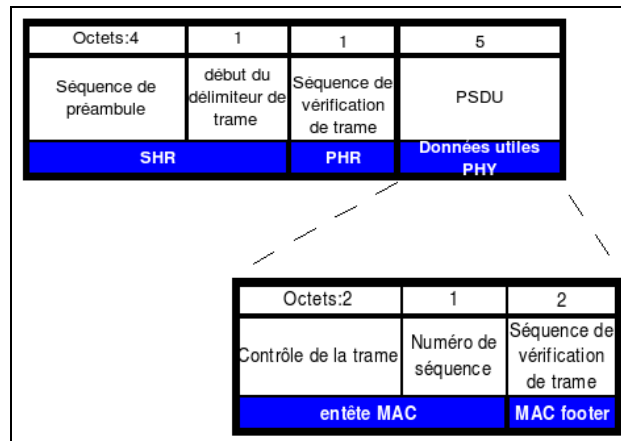 Octets:4 1 1 5
Séquence de préambule
début du délimiteur de trame
Séquence de vérification de trame
PSDU
SHR PHR Données utiles PHY
Octets:2 1 2
Contrôle de la trame
Numéro de séquence
Séquence de vérification de trame
entête MAC MAC footer